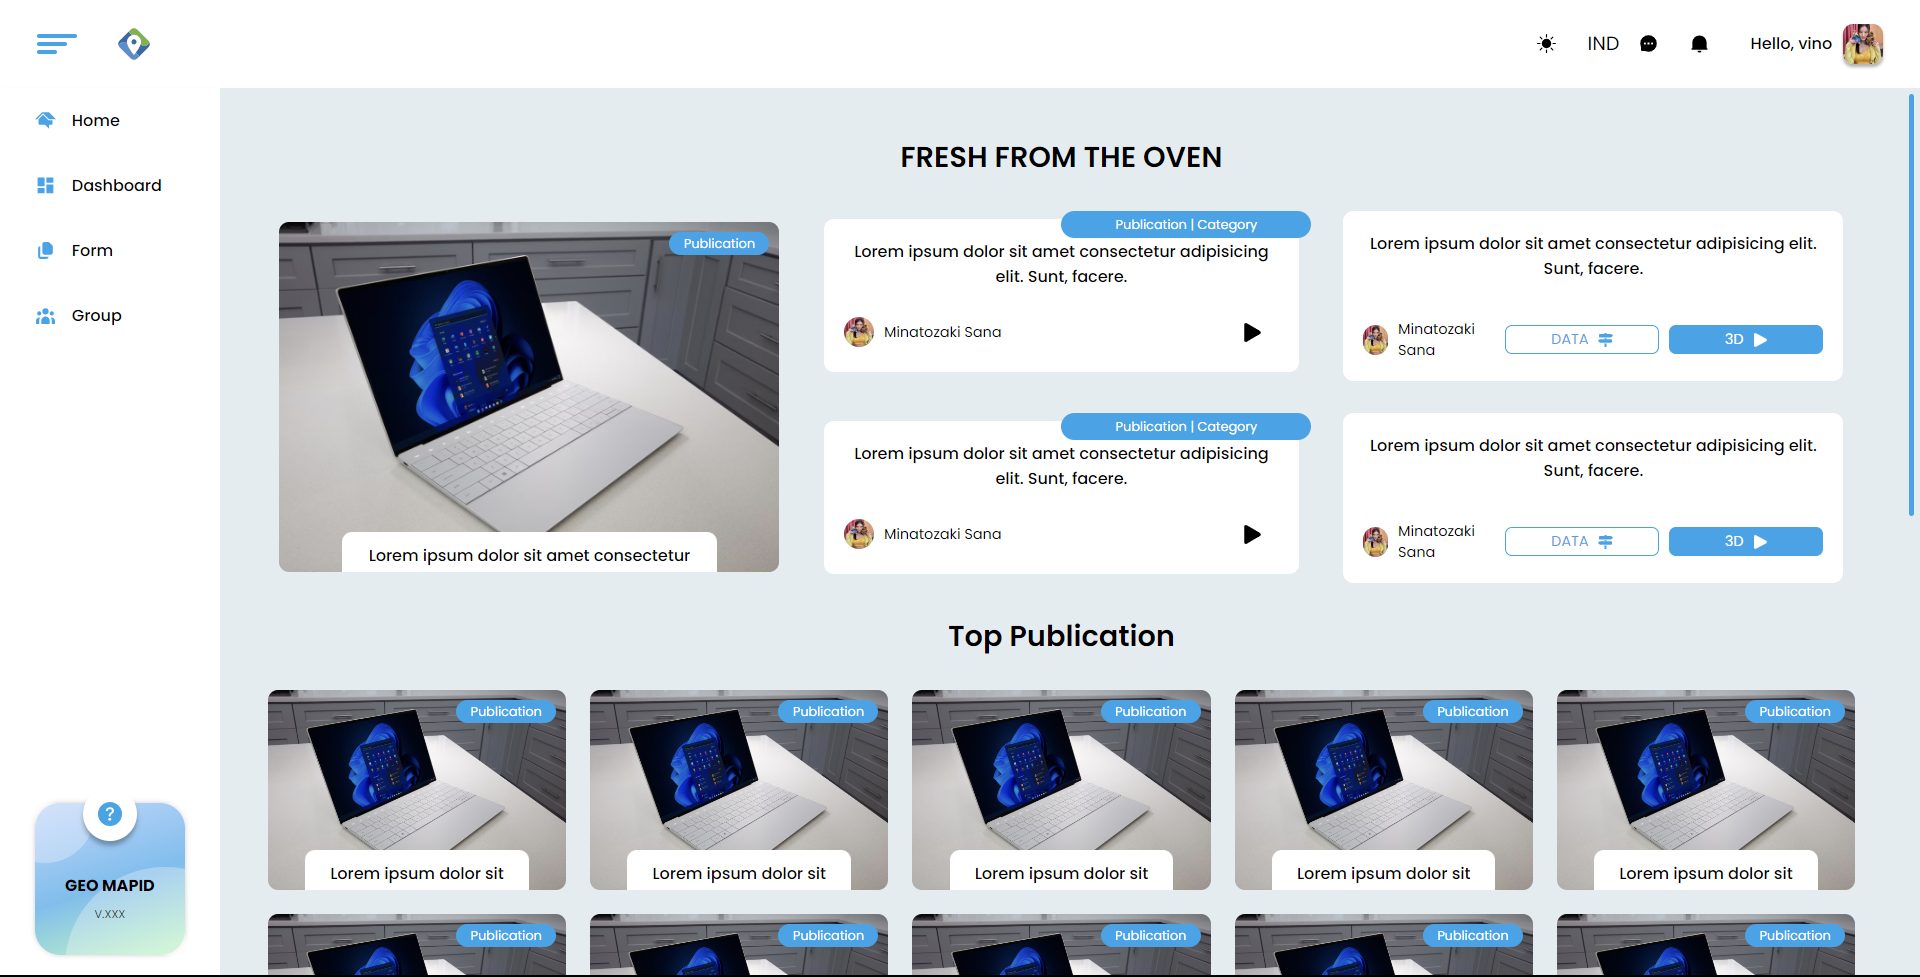 IND
Hello, vino
Home
Dashboard
Form
Group
?
GEO MAPID
V.XXX
FRESH FROM THE OVEN
Publication
Lorem ipsum dolor sit amet consectetur
Publication | Category
Lorem ipsum dolor sit amet consectetur adipisicing
elit. Sunt, facere.
Minatozaki Sana
Lorem ipsum dolor sit amet consectetur adipisicing elit.
Sunt, facere.
Minatozaki
Sana
DATA
3D
Publication | Category
Lorem ipsum dolor sit amet consectetur adipisicing
elit. Sunt, facere.
Minatozaki Sana
Lorem ipsum dolor sit amet consectetur adipisicing elit.
Sunt, facere.
Minatozaki
Sana
DATA
3D
Top Publication
Publication
Lorem ipsum dolor sit
Publication
Lorem ipsum dolor sit
Publication
Lorem ipsum dolor sit
Publication
Lorem ipsum dolor sit
Publication
Lorem ipsum dolor sit
Publication
Publication
Publication
Publication
Publication